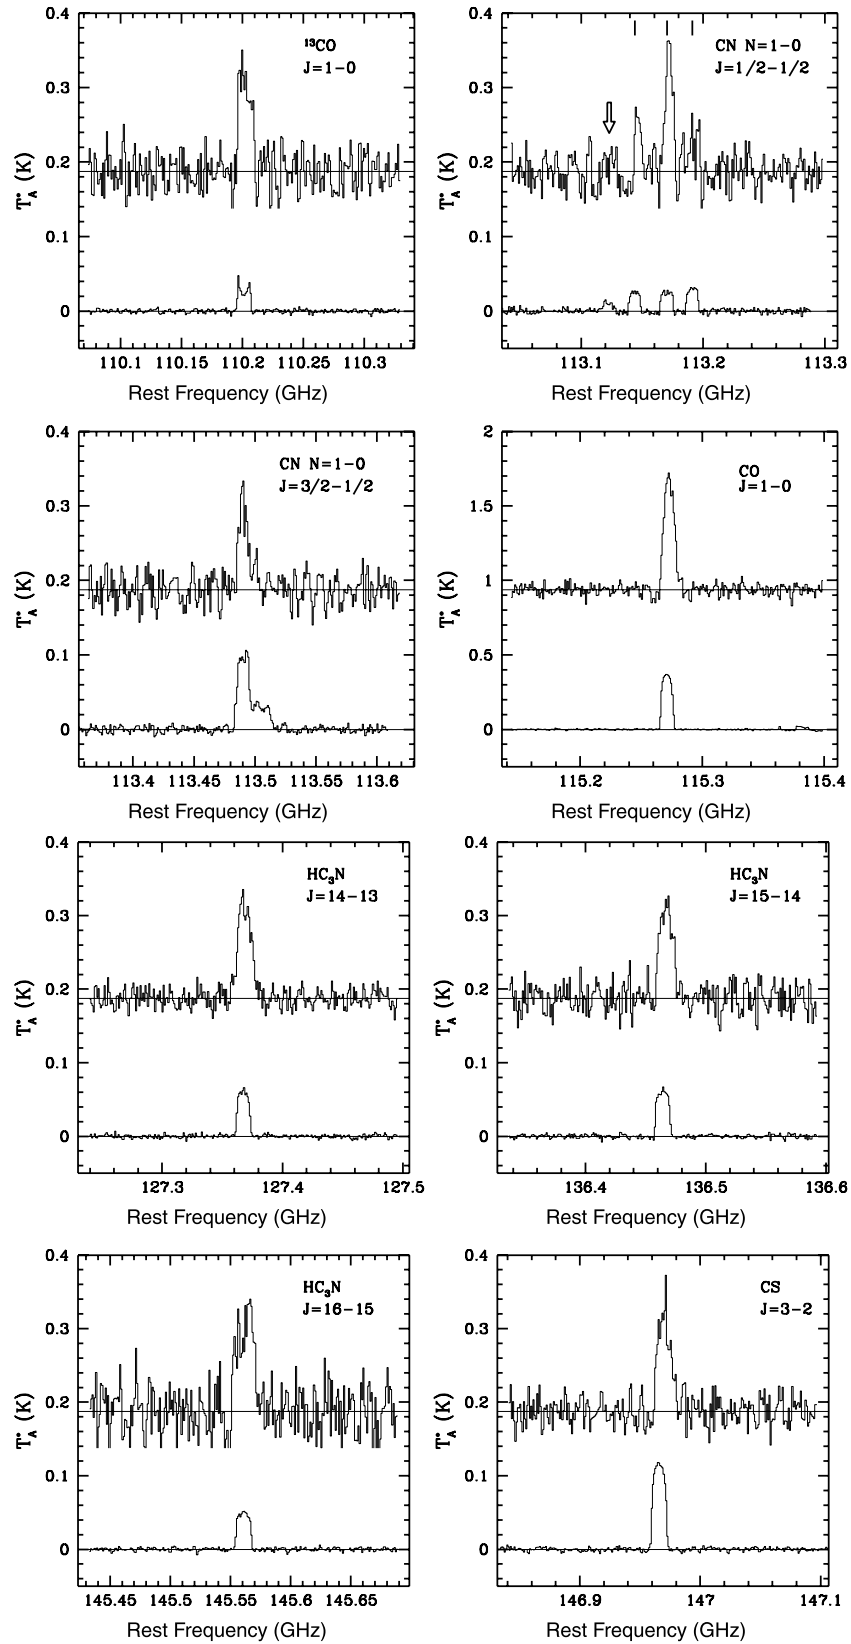 0.4
0.3
0.2
0.1
0
T*A (K)
¹³CO
J=1−0
110.1 110.15 110.2 110.25 110.3
Rest Frequency (GHz)
0.4
0.3
0.2
0.1
0
T*A (K)
CN N=1−0
J=1/2−1/2
113.1 113.2 113.3
Rest Frequency (GHz)
0.4
0.3
0.2
0.1
0
T*A (K)
CN N=1−0
J=3/2−1/2
113.4 113.45 113.5 113.55 113.6
Rest Frequency (GHz)
2
1.5
1
0.5
0
T*A (K)
CO
J=1−0
115.2 115.3 115.4
Rest Frequency (GHz)
0.4
0.3
0.2
0.1
0
T*A (K)
HC₃N
J=14−13
127.3 127.4 127.5
Rest Frequency (GHz)
0.4
0.3
0.2
0.1
0
T*A (K)
HC₃N
J=15−14
136.4 136.5 136.6
Rest Frequency (GHz)
0.4
0.3
0.2
0.1
0
T*A (K)
HC₃N
J=16−15
145.45 145.5 145.55 145.6 145.65
Rest Frequency (GHz)
0.4
0.3
0.2
0.1
0
T*A (K)
CS
J=3−2
146.9 147 147.1
Rest Frequency (GHz)